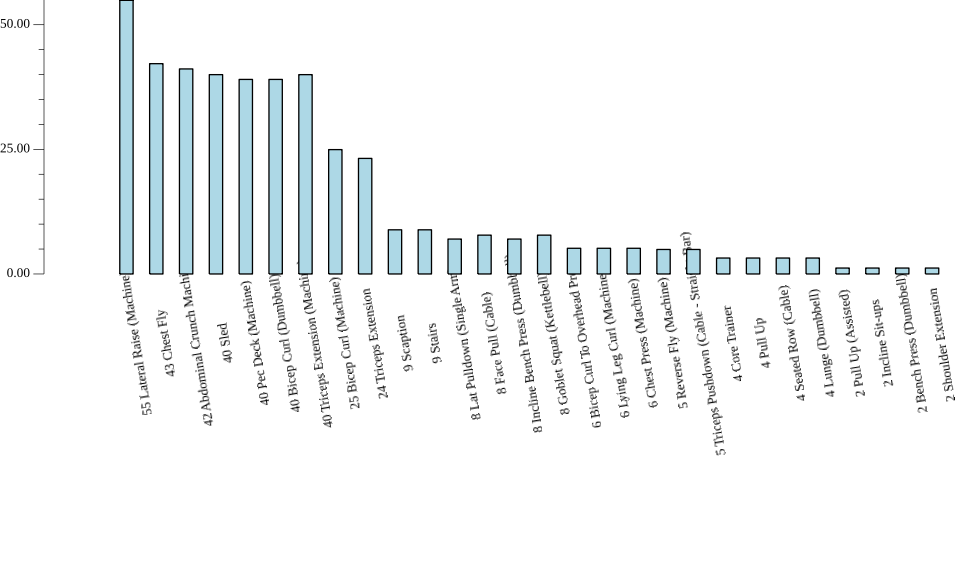 50.00
25.00
0.00
55 Lateral Raise (Machine
43 Chest Fly
42 Abdominal Crunch Machi
40 Sled
40 Pec Deck (Machine)
40 Bicep Curl (Dumbbell)
40 Triceps Extension (Machi
25 Bicep Curl (Machine)
24 Triceps Extension
9 Scaption
9 Stairs
8 Lat Pulldown (Single Arm
8 Face Pull (Cable)
8 Incline Bench Press (Dumbbell)
8 Goblet Squat (Kettlebell
6 Bicep Curl To Overhead Pr
6 Lying Leg Curl (Machine
6 Chest Press (Machine)
5 Reverse Fly (Machine)
5 Triceps Pushdown (Cable - Straight Bar)
4 Core Trainer
4 Pull Up
4 Seated Row (Cable)
4 Lunge (Dumbbell)
2 Pull Up (Assisted)
2 Incline Sit-ups
2 Bench Press (Dumbbell)
2 Shoulder Extension